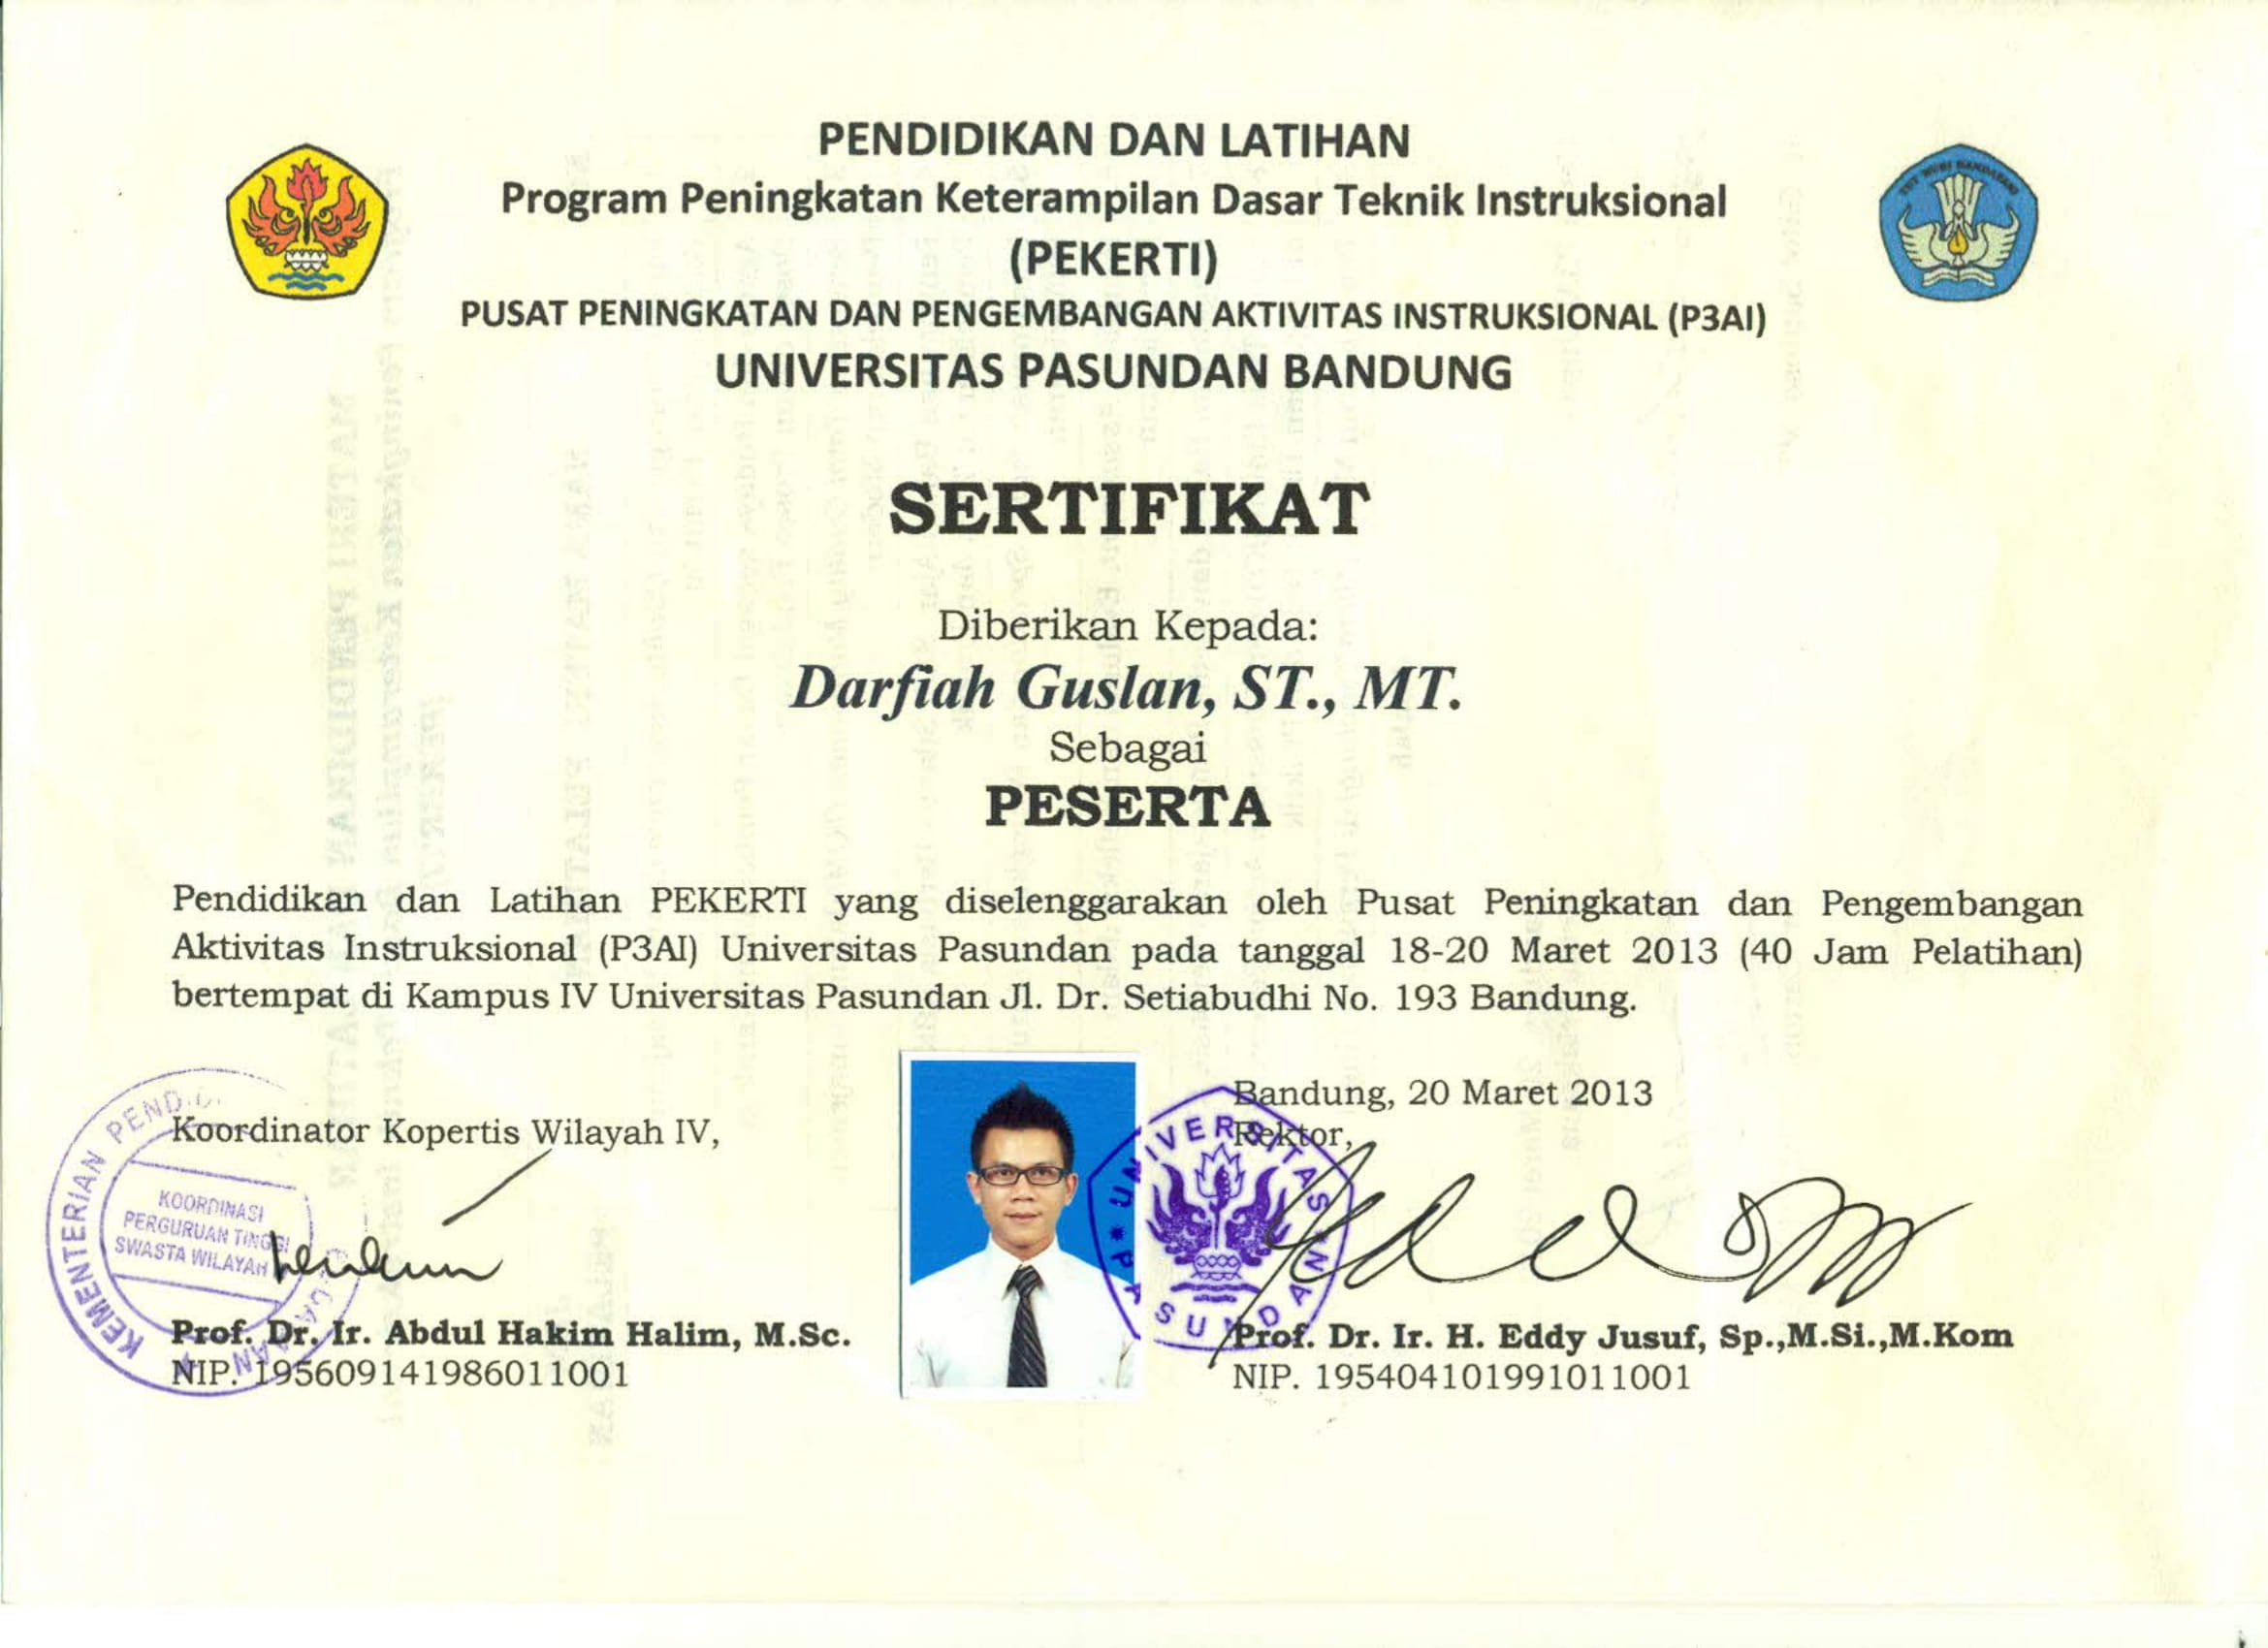 PENDIDIKAN DAN LATIHAN
Program Peningkatan Keterampilan Dasar Teknik Instruksional
(PEKERTI)
PUSAT PENINGKATAN DAN PENGEMBANGAN AKTIVITAS INSTRUKSIONAL (P3AI)
UNIVERSITAS PASUNDAN BANDUNG
TUT WURI HANDAYANI
SERTIFIKAT
Diberikan Kepada:
Darfiah Guslan, ST., MT.
Sebagai
PESERTA
Pendidikan dan Latihan PEKERTI yang diselenggarakan oleh Pusat Peningkatan dan Pengembangan
Aktivitas Instruksional (P3AI) Universitas Pasundan pada tanggal 18-20 Maret 2013 (40 Jam Pelatihan)
bertempat di Kampus IV Universitas Pasundan Jl. Dr. Setiabudhi No. 193 Bandung.
Koordinator Kopertis Wilayah IV,
KEMENTERIAN
KOORDINASI
PERGURUAN TINGGI
SWASTA WILAYAH
Prof. Dr. Ir. Abdul Hakim Halim, M.Sc.
NIP. 195609141986011001
Bandung, 20 Maret 2013
Rektor,
UNIVERSITAS
PASUNDAN
Prof. Dr. Ir. H. Eddy Jusuf, Sp.,M.Si.,M.Kom
NIP. 195404101991011001